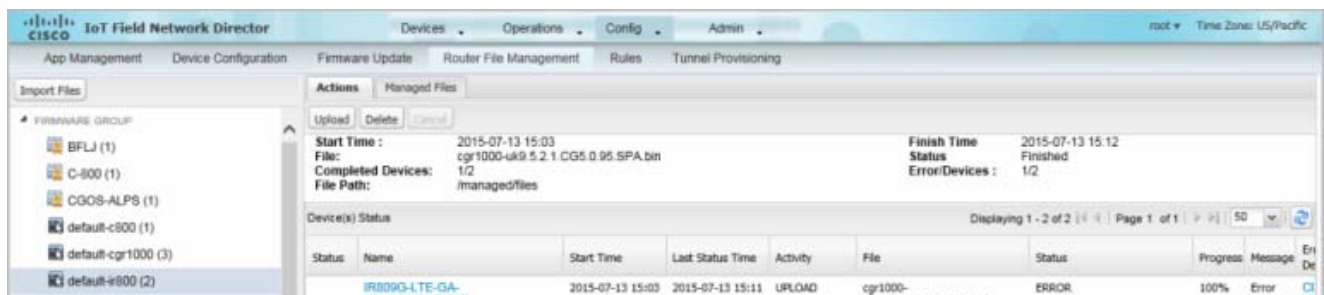 CISCO IoT Field Network Director Devices Operations Config Admin root Time Zone: US/Pacific
App Management Device Configuration Firmware Update Router File Management Rules Tunnel Provisioning
Import Files
FIRMWARE GROUP
BFLJ (1)
C-800 (1)
CGOS-ALPS (1)
default-c800 (1)
default-cgr1000 (3)
default-ir800 (2)
Actions Managed Files
Upload Delete Cancel
Start Time : 2015-07-13 15:03 Finish Time 2015-07-13 15:12
File: cgr1000-uk9.5.2.1.CG5.0.95.SPA.bin Status Finished
Completed Devices: 1/2 Error/Devices : 1/2
File Path: /managed/files
Device(s) Status Displaying 1 - 2 of 2 Page 1 of 1 50
Status Name Start Time Last Status Time Activity File Status Progress Message
IR809G-LTE-GA- 2015-07-13 15:03 2015-07-13 15:11 UPLOAD cgr1000- ERROR 100% Error